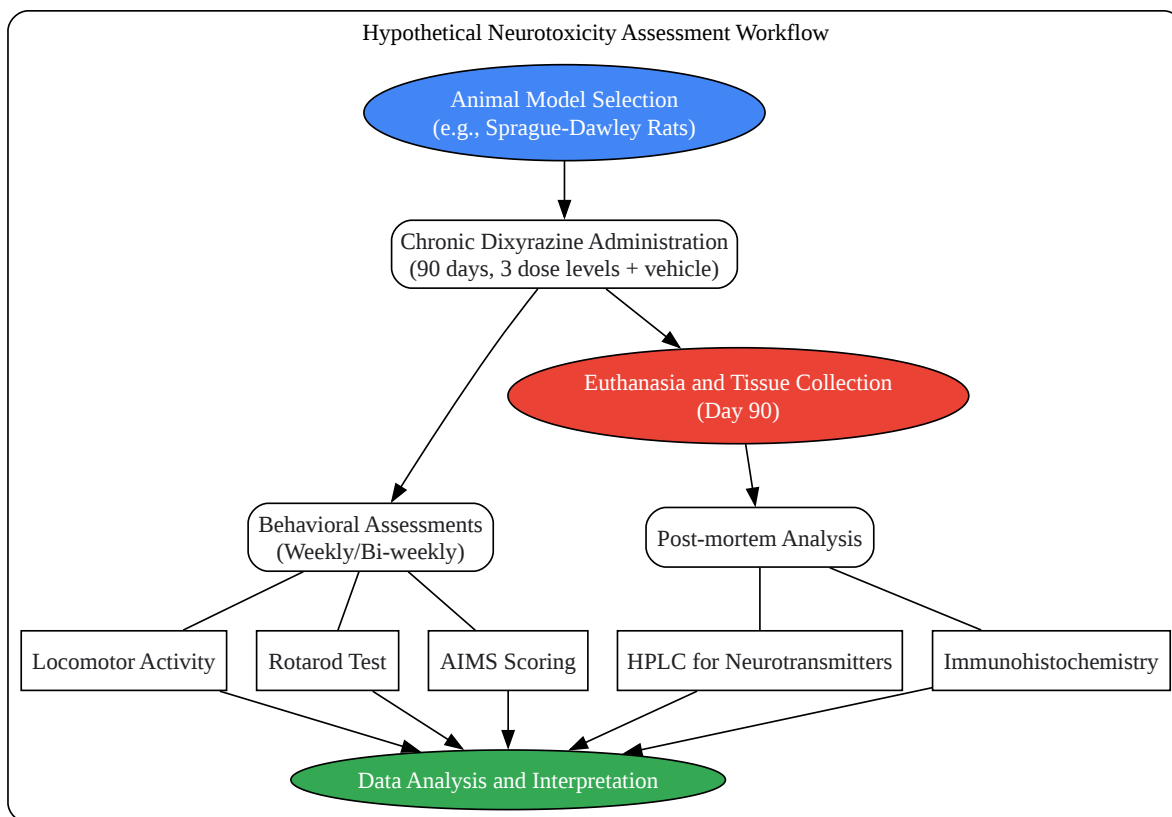 Hypothetical Neurotoxicity Assessment Workflow
Animal Model Selection
(e.g., Sprague-Dawley Rats)
Chronic Dixyrazine Administration
(90 days, 3 dose levels + vehicle)
Euthanasia and Tissue Collection
(Day 90)
Behavioral Assessments
(Weekly/Bi-weekly)
Post-mortem Analysis
Locomotor Activity
Rotarod Test
AIMS Scoring
HPLC for Neurotransmitters
Immunohistochemistry
Data Analysis and Interpretation